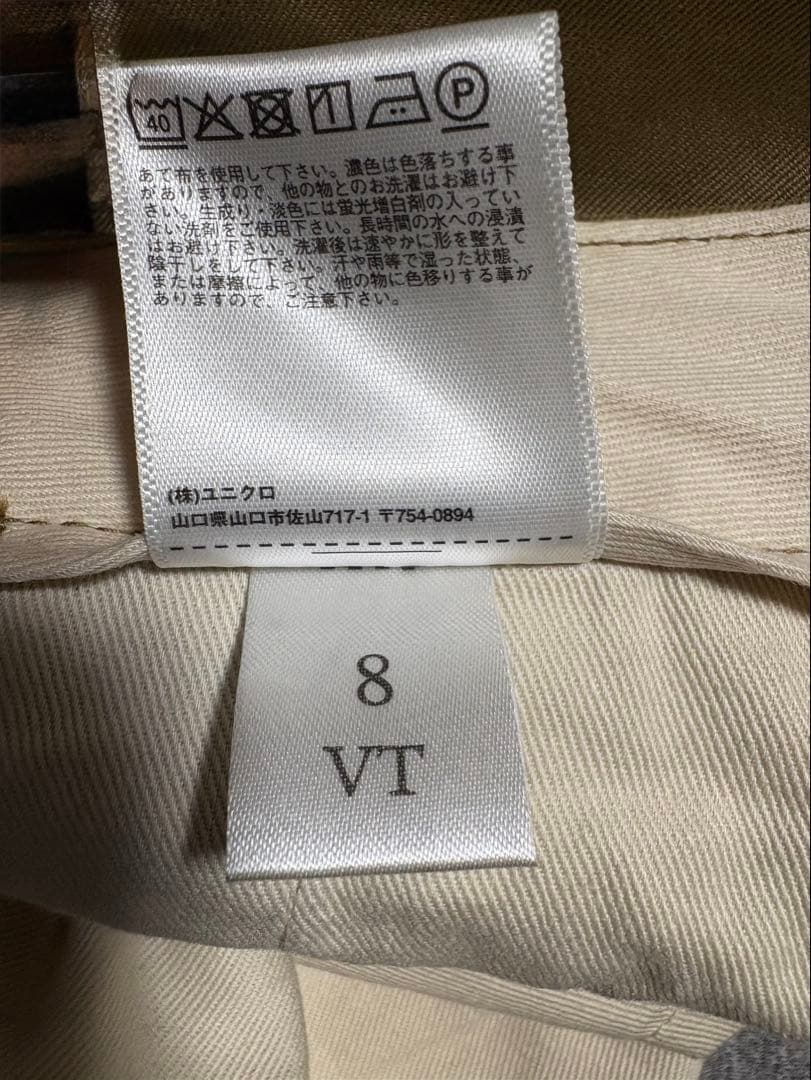 40 P
あて布を使用して下さい。濃色は色落ちする事
がありますので、他の物とのお洗濯はお避け下
さい。生成り・淡色には蛍光増白剤の入ってい
ない洗剤をご使用下さい。長時間の水への浸漬
はお避け下さい。洗濯後は速やかに形を整えて
陰干しをして下さい。汗や雨等で湿った状態、
または摩擦によって、他の物に色移りする事が
ありますので、ご注意下さい。
(株)ユニクロ
山口県山口市佐山717-1 〒754-0894
8
VT